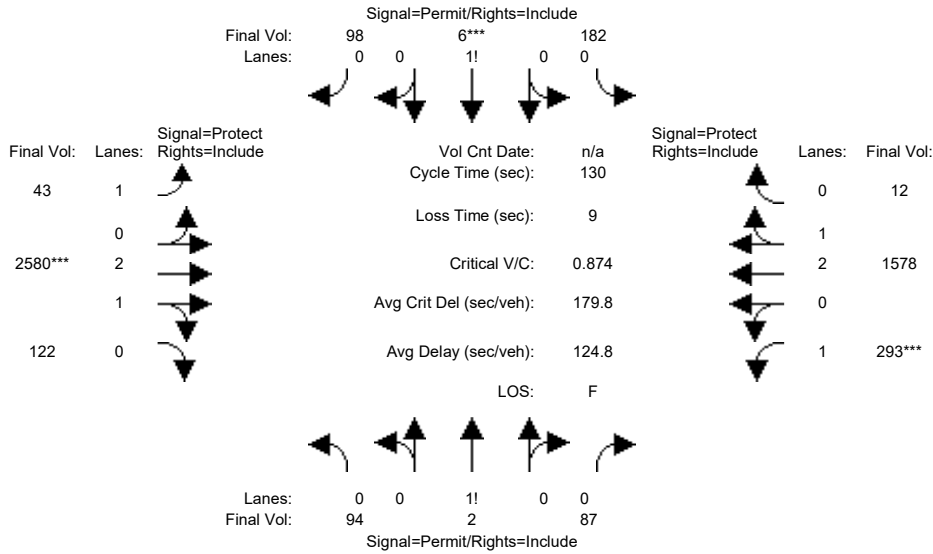 Signal=Permit/Rights=Include
Final Vol: 98 6*** 182
Lanes: 0 0 1! 0 0
Signal=Protect Signal=Protect
Final Vol: Lanes: Rights=Include Vol Cnt Date: n/a Rights=Include Lanes: Final Vol:
Cycle Time (sec): 130
43 1 0 12
Loss Time (sec): 9
0 1
2580*** 2 Critical V/C: 0.874 2 1578
1 Avg Crit Del (sec/veh): 179.8 0
122 0 Avg Delay (sec/veh): 124.8 1 293***
LOS: F
Lanes: 0 0 1! 0 0
Final Vol: 94 2 87
Signal=Permit/Rights=Include